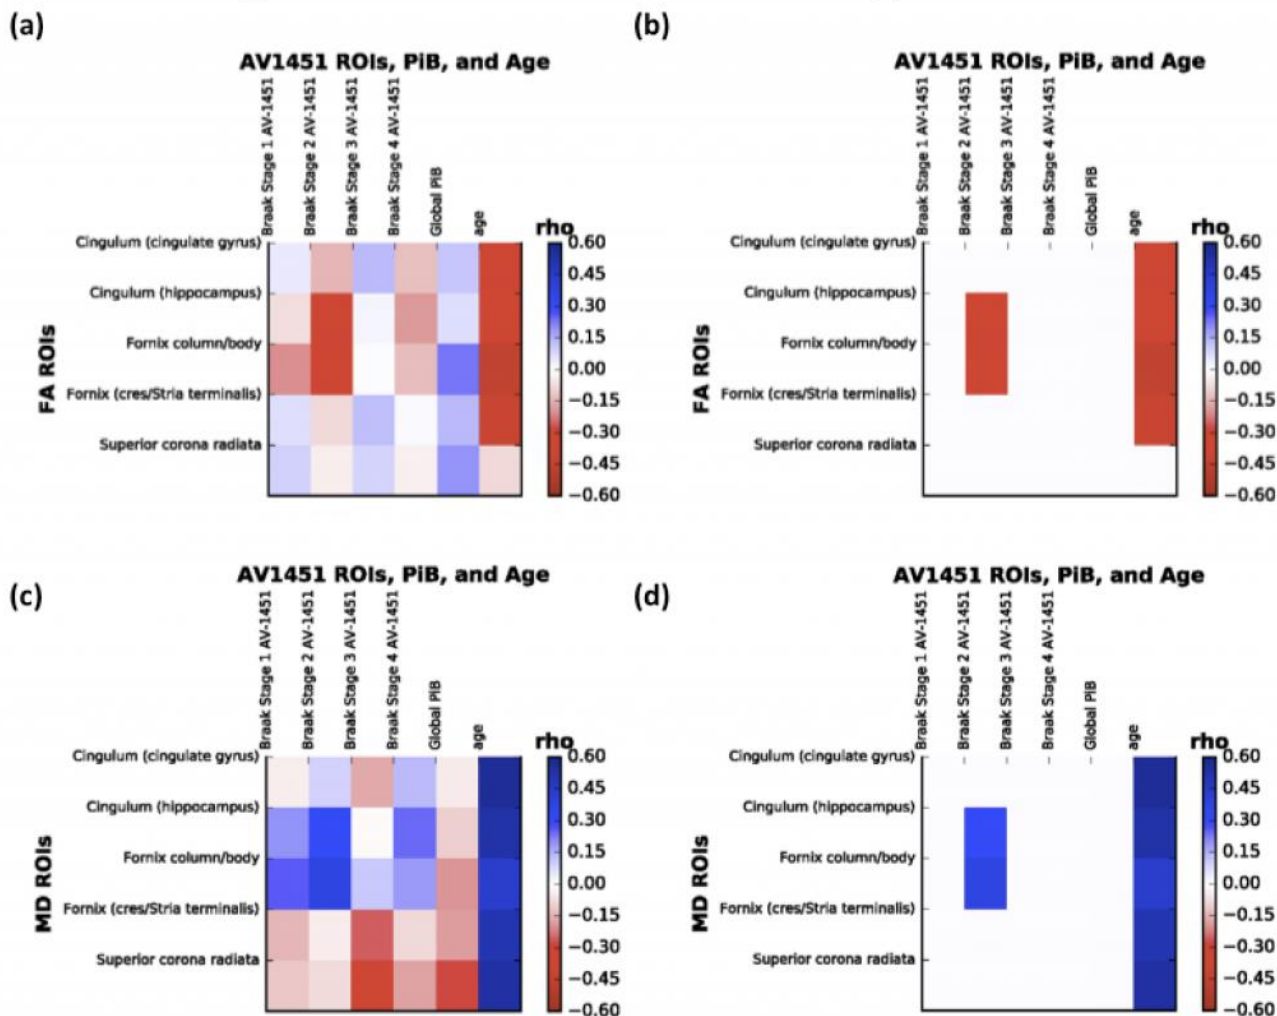 (a)
AV1451 ROIs, PiB, and Age
Braak Stage 1 AV-1451
Braak Stage 2 AV-1451
Braak Stage 3 AV-1451
Braak Stage 4 AV-1451
Global PiB
age
rho
FA ROIs
Cingulum (cingulate gyrus)
Cingulum (hippocampus)
Fornix column/body
Fornix (cres/Stria terminalis)
Superior corona radiata
0.60
0.45
0.30
0.15
0.00
−0.15
−0.30
−0.45
−0.60
(b)
AV1451 ROIs, PiB, and Age
Braak Stage 1 AV-1451
Braak Stage 2 AV-1451
Braak Stage 3 AV-1451
Braak Stage 4 AV-1451
Global PiB
age
rho
FA ROIs
Cingulum (cingulate gyrus)
Cingulum (hippocampus)
Fornix column/body
Fornix (cres/Stria terminalis)
Superior corona radiata
0.60
0.45
0.30
0.15
0.00
−0.15
−0.30
−0.45
−0.60
(c)
AV1451 ROIs, PiB, and Age
Braak Stage 1 AV-1451
Braak Stage 2 AV-1451
Braak Stage 3 AV-1451
Braak Stage 4 AV-1451
Global PiB
age
rho
MD ROIs
Cingulum (cingulate gyrus)
Cingulum (hippocampus)
Fornix column/body
Fornix (cres/Stria terminalis)
Superior corona radiata
0.60
0.45
0.30
0.15
0.00
−0.15
−0.30
−0.45
−0.60
(d)
AV1451 ROIs, PiB, and Age
Braak Stage 1 AV-1451
Braak Stage 2 AV-1451
Braak Stage 3 AV-1451
Braak Stage 4 AV-1451
Global PiB
age
rho
MD ROIs
Cingulum (cingulate gyrus)
Cingulum (hippocampus)
Fornix column/body
Fornix (cres/Stria terminalis)
Superior corona radiata
0.60
0.45
0.30
0.15
0.00
−0.15
−0.30
−0.45
−0.60